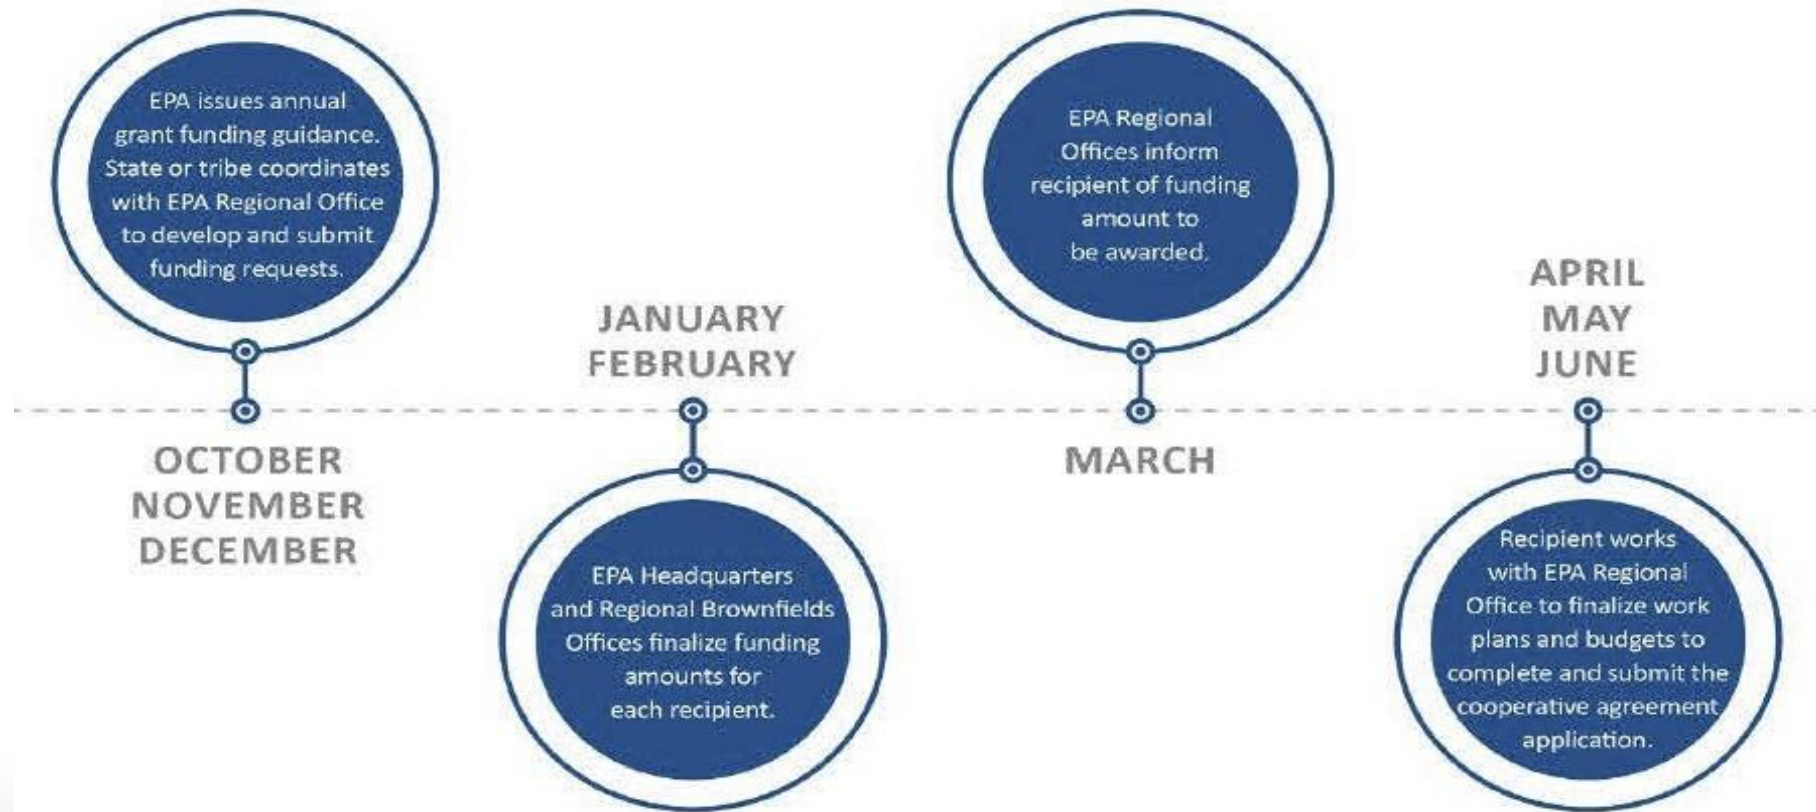 EPA issues annual
grant funding guidance.
State or tribe coordinates
with EPA Regional Office
to develop and submit
funding requests.
OCTOBER
NOVEMBER
DECEMBER
JANUARY
FEBRUARY
EPA Headquarters
and Regional Brownfields
Offices finalize funding
amounts for
each recipient.
EPA Regional
Offices inform
recipient of funding
amount to
be awarded.
MARCH
APRIL
MAY
JUNE
Recipient works
with EPA Regional
Office to finalize work
plans and budgets to
complete and submit the
cooperative agreement
application.